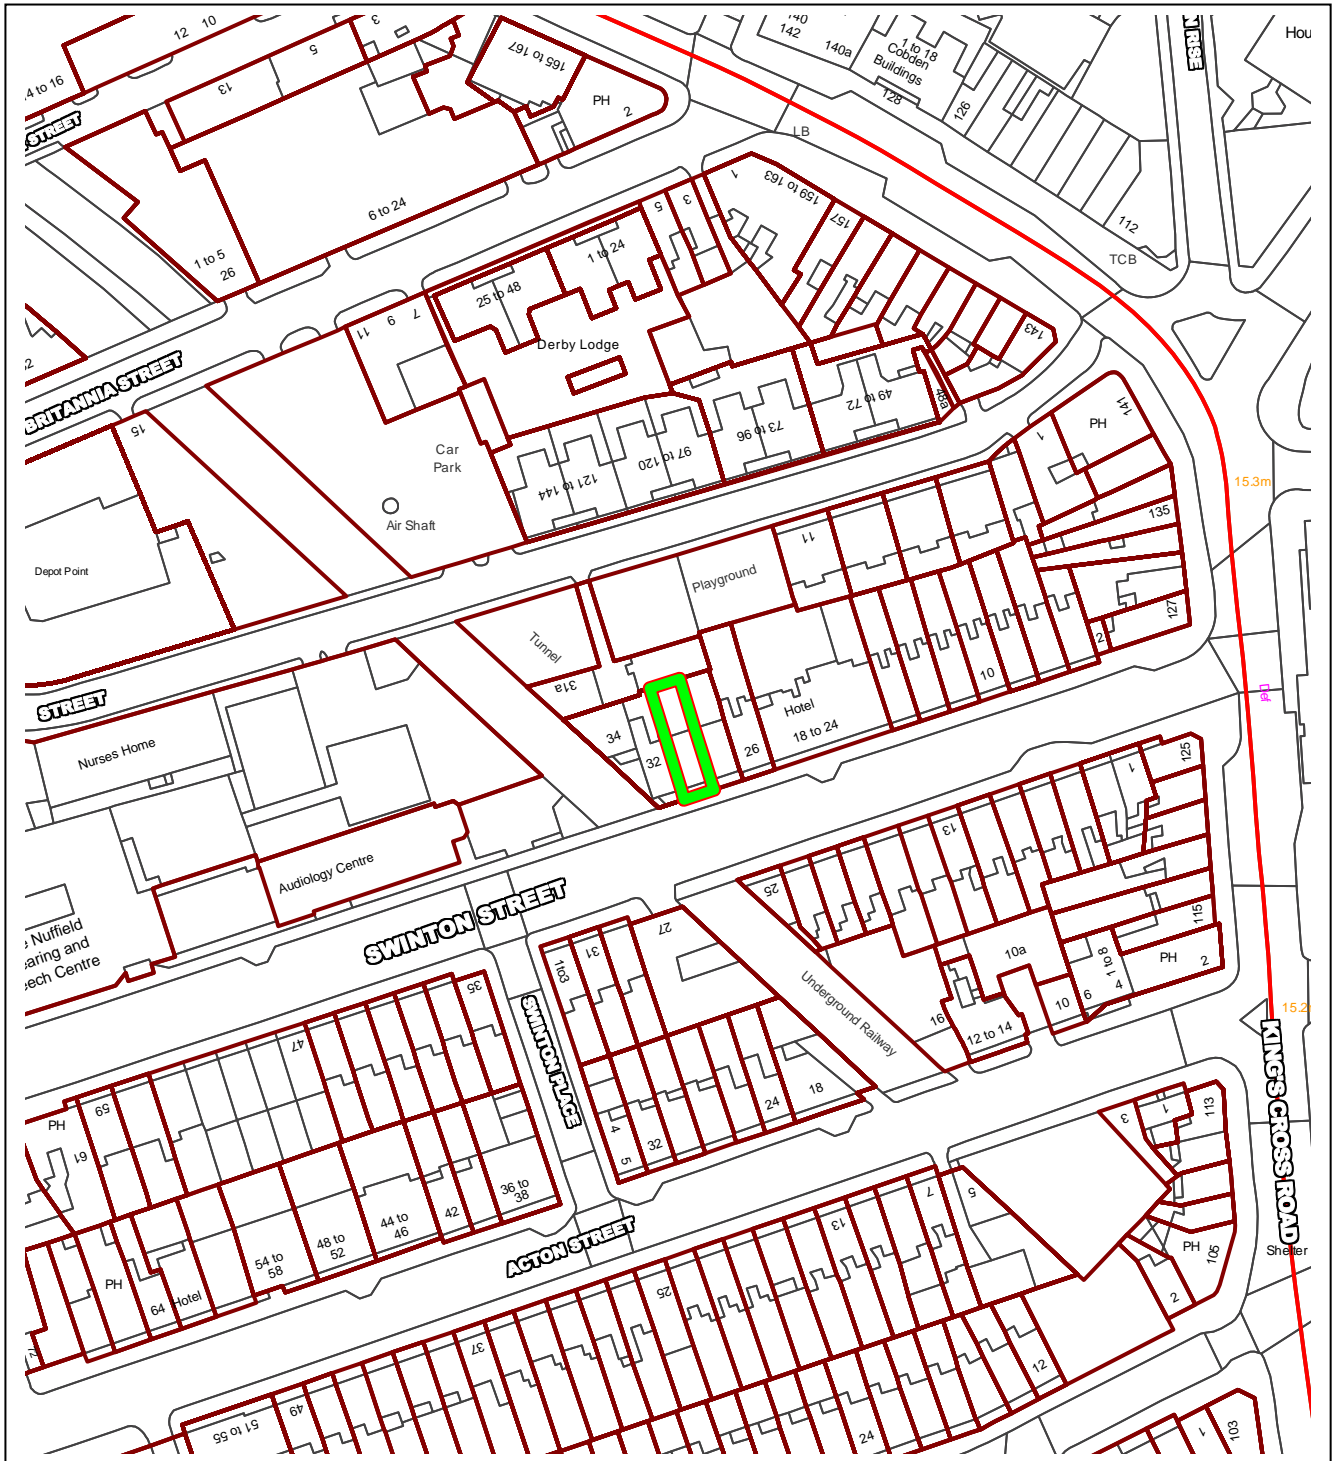 12 10
3
5
13
14 to 16
STREET
165 to 167
PH
2
140
142
140a
1 to 18
Cobden
Buildings
128
126
112
TCB
LB
Hou
6 to 24
1 to 5
26
1
3
5
159 to 163
157
143
1 to 24
25 to 48
Derby Lodge
7
9
11
BRITANNIA STREET
15
Car
Park
Air Shaft
144
121 to 144
97 to 120
73 to 96
49 to 72
48a
PH
141
1
15.3m
135
127
2
10
11
Playground
Tunnel
31a
34
32
26
Hotel
18 to 24
Depot Point
STREET
Nurses Home
Audiology Centre
Nuffield
earing and
eech Centre
SWINTON STREET
Def
125
1
13
25
115
PH
2
10a
1 to 8
4
6
10
12 to 14
16
Underground Railway
27
31
1to3
SWINTON PLACE
35
47
59
PH
61
4
5
32
24
18
15.2
KING'S CROSS ROAD
113
1
3
PH
105
2
Shelter
36 to
38
42
44 to
46
48 to
52
54 to
58
64 Hotel
PH
ACTON STREET
5
7
13
25
37
49
51 to 55
12
24
1
103